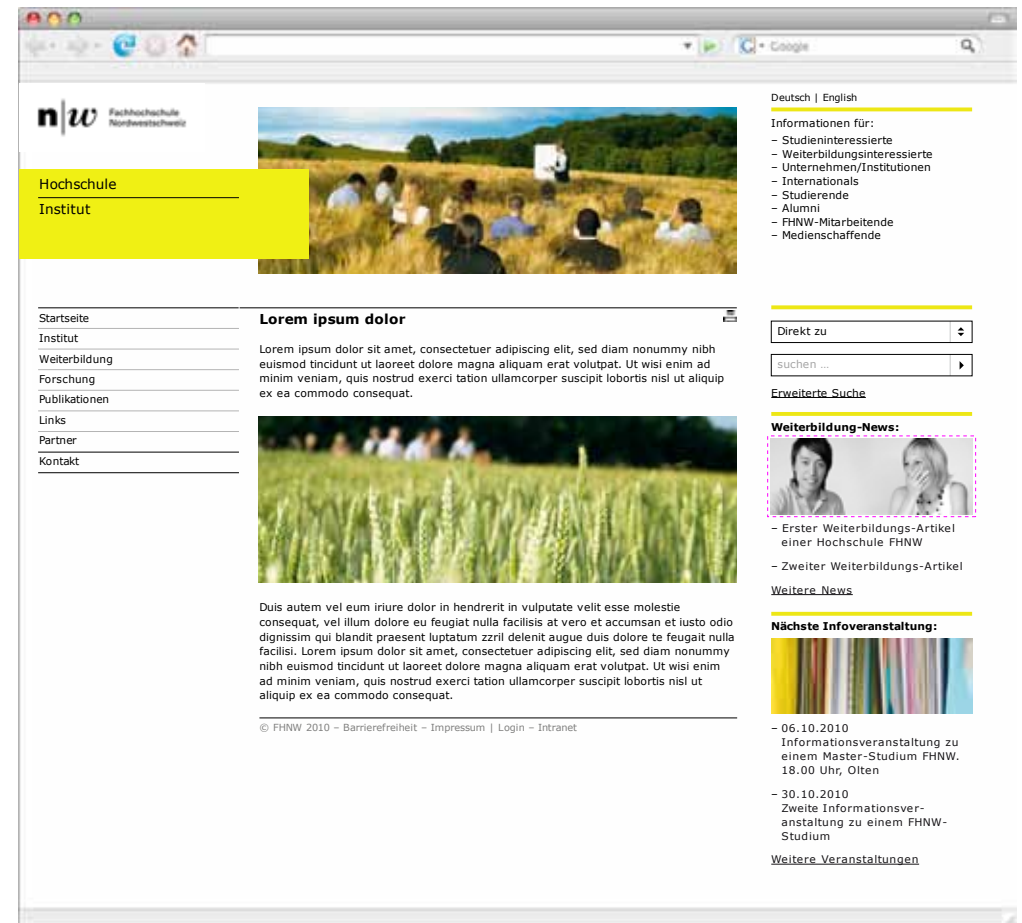 Google
n|w Fachhochschule
Nordwestschweiz
Hochschule
Institut
Deutsch | English
Informationen für:
– Studieninteressierte
– Weiterbildungsinteressierte
– Unternehmen/Institutionen
– Internationals
– Studierende
– Alumni
– FHNW-Mitarbeitende
– Medienschaffende
Startseite
Institut
Weiterbildung
Forschung
Publikationen
Links
Partner
Kontakt
Lorem ipsum dolor
Lorem ipsum dolor sit amet, consectetuer adipiscing elit, sed diam nonummy nibh
euismod tincidunt ut laoreet dolore magna aliquam erat volutpat. Ut wisi enim ad
minim veniam, quis nostrud exerci tation ullamcorper suscipit lobortis nisl ut aliquip
ex ea commodo consequat.
Duis autem vel eum iriure dolor in hendrerit in vulputate velit esse molestie
consequat, vel illum dolore eu feugiat nulla facilisis at vero et accumsan et iusto odio
dignissim qui blandit praesent luptatum zzril delenit augue duis dolore te feugait nulla
facilisi. Lorem ipsum dolor sit amet, consectetuer adipiscing elit, sed diam nonummy
nibh euismod tincidunt ut laoreet dolore magna aliquam erat volutpat. Ut wisi enim
ad minim veniam, quis nostrud exerci tation ullamcorper suscipit lobortis nisl ut
aliquip ex ea commodo consequat.
© FHNW 2010 – Barrierefreiheit – Impressum | Login – Intranet
Direkt zu
suchen ...
Erweiterte Suche
Weiterbildung-News:
– Erster Weiterbildungs-Artikel
einer Hochschule FHNW
– Zweiter Weiterbildungs-Artikel
Weitere News
Nächste Infoveranstaltung:
– 06.10.2010
Informationsveranstaltung zu
einem Master-Studium FHNW.
18.00 Uhr, Olten
– 30.10.2010
Zweite Informationsver-
anstaltung zu einem FHNW-
Studium
Weitere Veranstaltungen